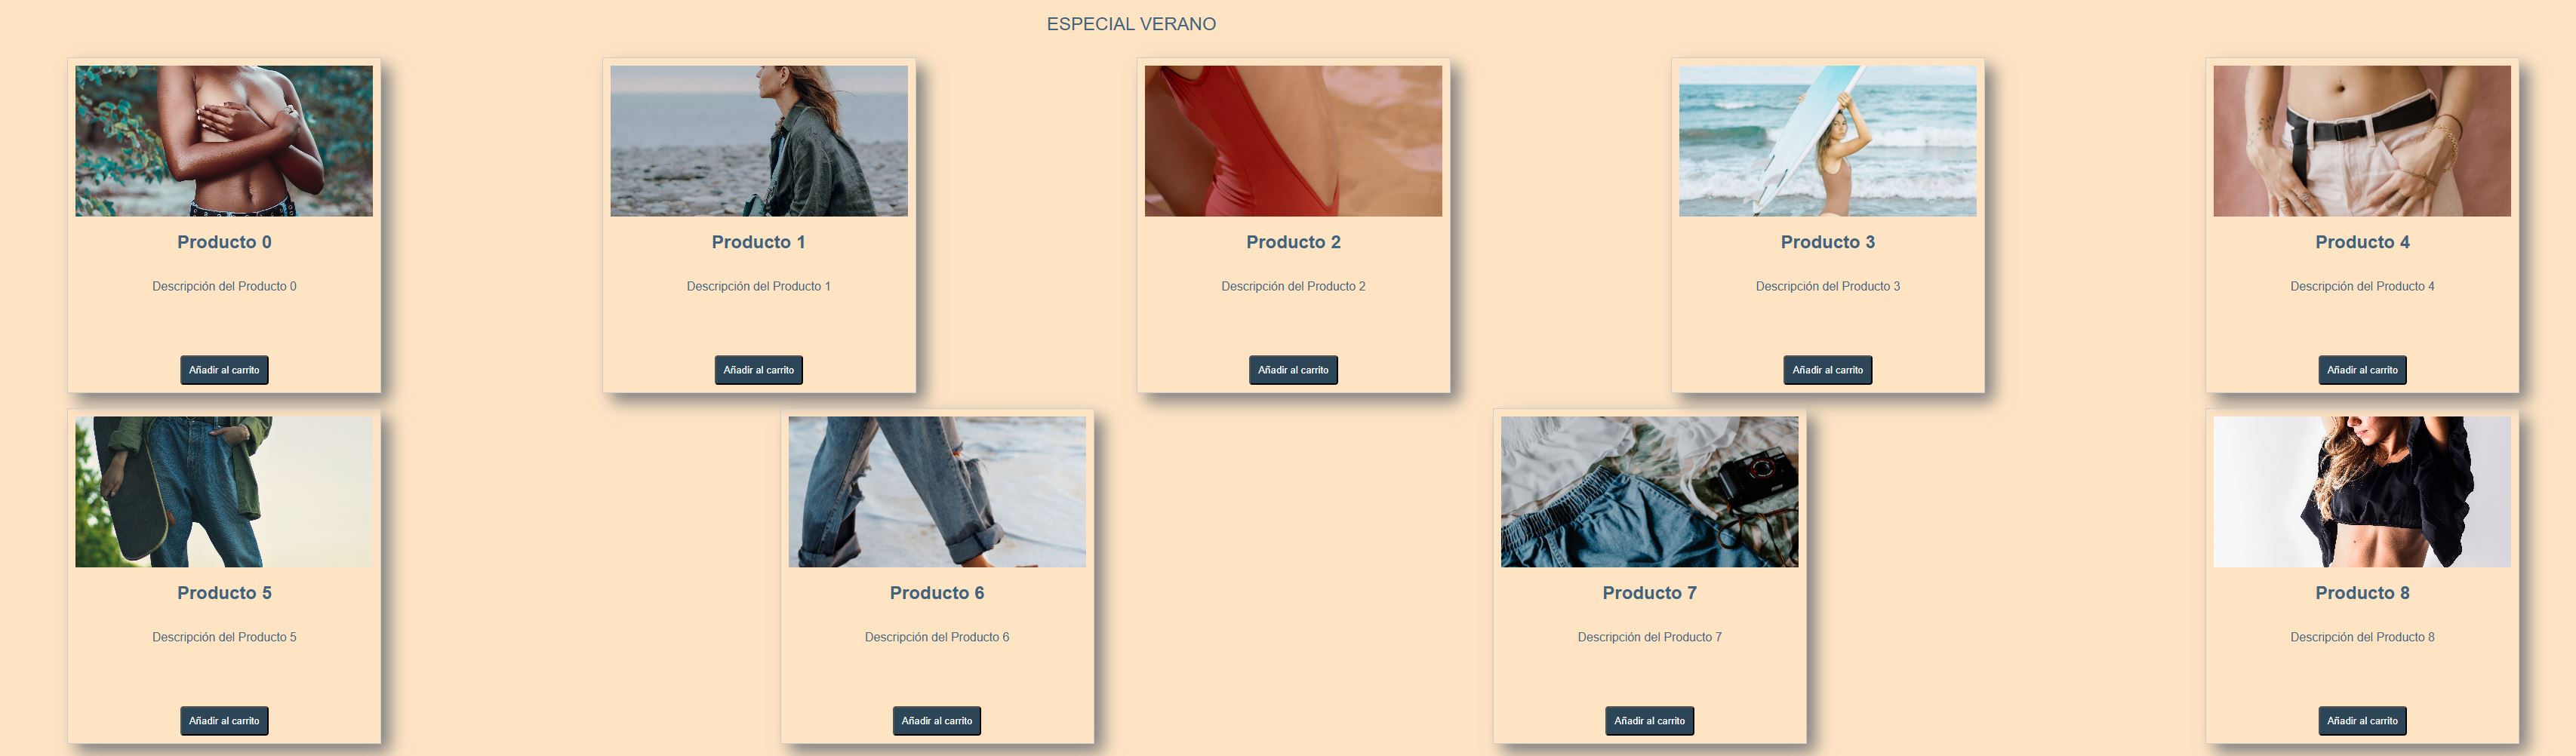 ESPECIAL VERANO
Producto 0
Descripción del Producto 0
Añadir al carrito
Producto 1
Descripción del Producto 1
Añadir al carrito
Producto 2
Descripción del Producto 2
Añadir al carrito
Producto 3
Descripción del Producto 3
Añadir al carrito
Producto 4
Descripción del Producto 4
Añadir al carrito
Producto 5
Descripción del Producto 5
Añadir al carrito
Producto 6
Descripción del Producto 6
Añadir al carrito
Producto 7
Descripción del Producto 7
Añadir al carrito
Producto 8
Descripción del Producto 8
Añadir al carrito